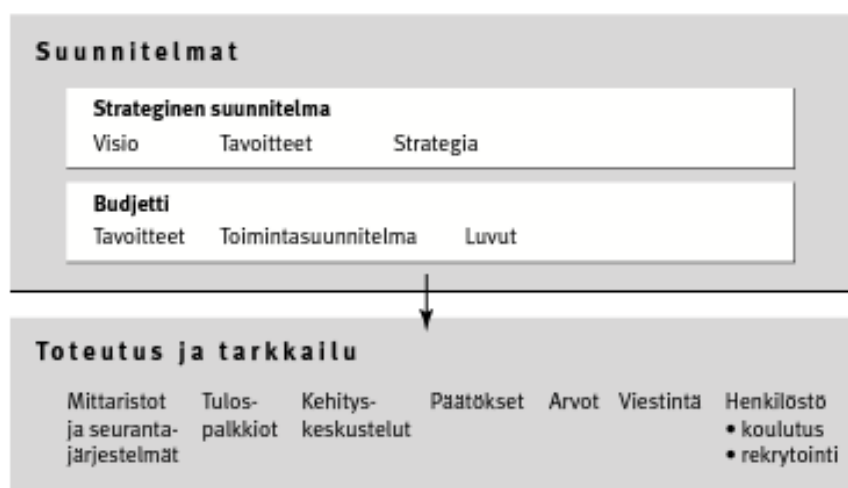 Suunnitelmat
Strateginen suunnitelma
Visio Tavoitteet Strategia
Budjetti
Tavoitteet Toimintasuunnitelma Luvut
Toteutus ja tarkkailu
Mittaristot Tulos- Kehitys- Päätökset Arvot Viestintä Henkilöstö
ja seuranta- palkkiot keskustelut • koulutus
järjestelmät • rekrytointi